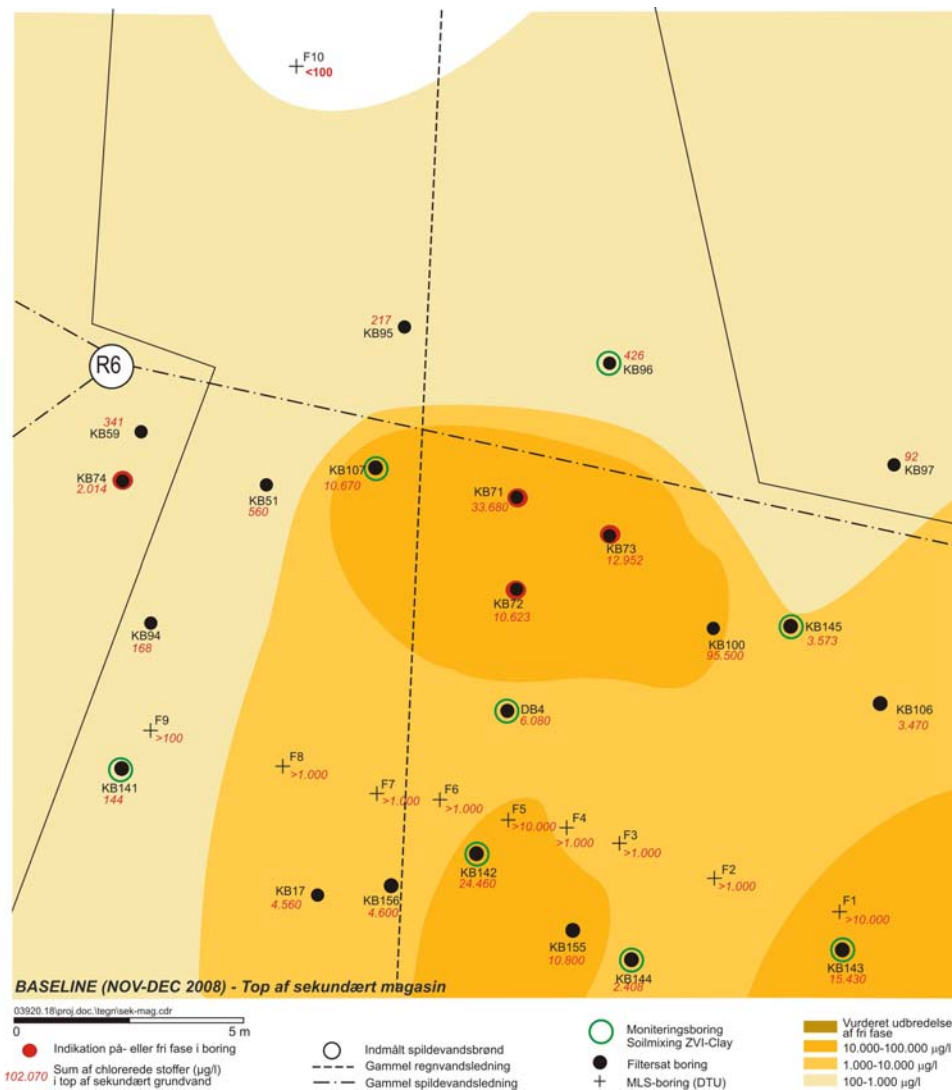 F10
<100
217
KB95
426
KB96
R6
341
KB59
KB74
2.014
KB51
560
KB107
10.670
KB71
33.680
KB73
12.952
92
KB97
KB72
10.623
KB94
168
KB100
95.500
KB145
3.573
DB4
6.080
KB106
3.470
F9
>100
KB141
144
F8
>1.000
F7
>1.000
F6
>1.000
F5
>10.000
F4
>1.000
F3
>1.000
KB142
24.460
F2
>1.000
KB17
4.560
KB156
4.600
F1
>10.000
KB155
10.800
KB144
2.408
KB143
15.430
BASELINE (NOV-DEC 2008) - Top af sekundært magasin
03920.18\proj.doc.\tegn\sek-mag.cdr
0 5 m
Indikation på- eller fri fase i boring
102.070 Sum af chlorerede stoffer (µg/l)
i top af sekundært grundvand
Indmålt spildevandsbrønd
Gammel regnvandsledning
Gammel spildevandsledning
Moniteringsboring
Soilmixing ZVI-Clay
Filtersat boring
MLS-boring (DTU)
Vurderet udbredelse
af fri fase
10.000-100.000 µg/l
1.000-10.000 µg/l
100-1.000 µg/l